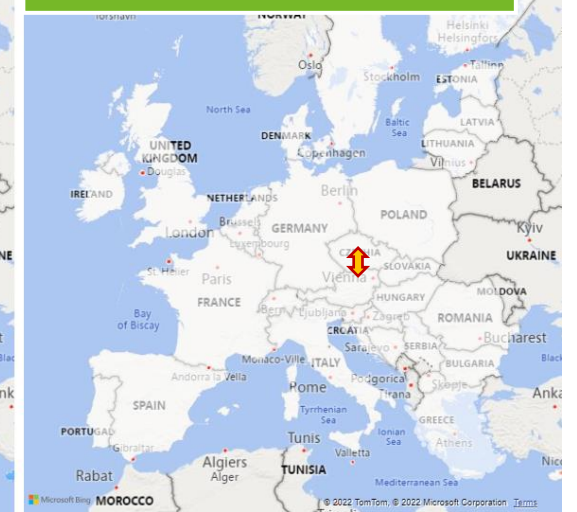 Tórshavn
NORWAY
Helsinki
Helsingfors
Oslo
Stockholm
Tallinn
ESTONIA
North Sea
Baltic
Sea
LATVIA
DENMARK
LITHUANIA
UNITED
KINGDOM
Copenhagen
Vilnius
Douglas
BELARUS
IRELAND
NETHERLANDS
Berlin
POLAND
London
Brussels
GERMANY
Kyiv
Luxembourg
UKRAINE
St. Helier
Paris
SLOVAKIA
Vienna
FRANCE
HUNGARY
MOLDOVA
Bay
of Biscay
Bern
Ljubljana
Zagreb
ROMANIA
CROATIA
Bucharest
Sarajevo
SERBIA
Monaco-Ville
ITALY
BULGARIA
Andorra la Vella
Rome
Podgorica
Skopje
Tirana
SPAIN
Tyrrhenian
Sea
GREECE
PORTUGAL
Ionian
Sea
Athens
Gibraltar
Tunis
Algiers
Alger
Valletta
Rabat
TUNISIA
Mediterranean Sea
Microsoft Bing
MOROCCO
© 2022 TomTom, © 2022 Microsoft Corporation Terms